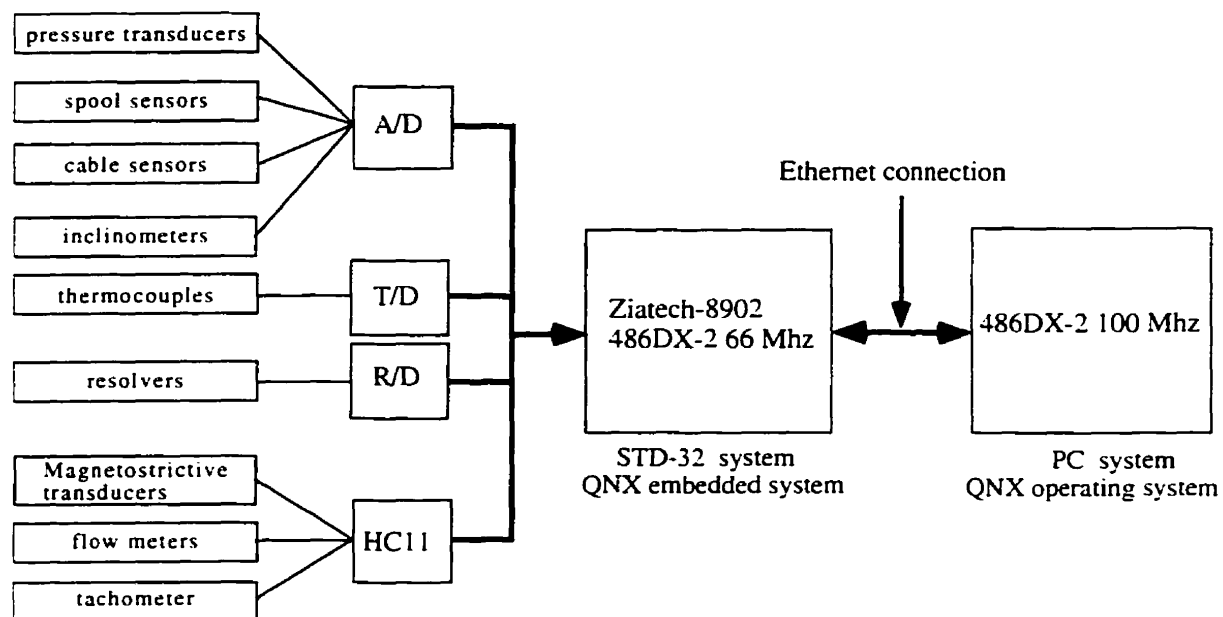 pressure transducers
spool sensors
cable sensors
inclinometers
thermocouples
resolvers
Magnetostrictive
transducers
flow meters
tachometer
A/D
T/D
R/D
HC11
Ziatech-8902
486DX-2 66 Mhz
STD-32 system
QNX embedded system
Ethernet connection
486DX-2 100 Mhz
PC system
QNX operating system